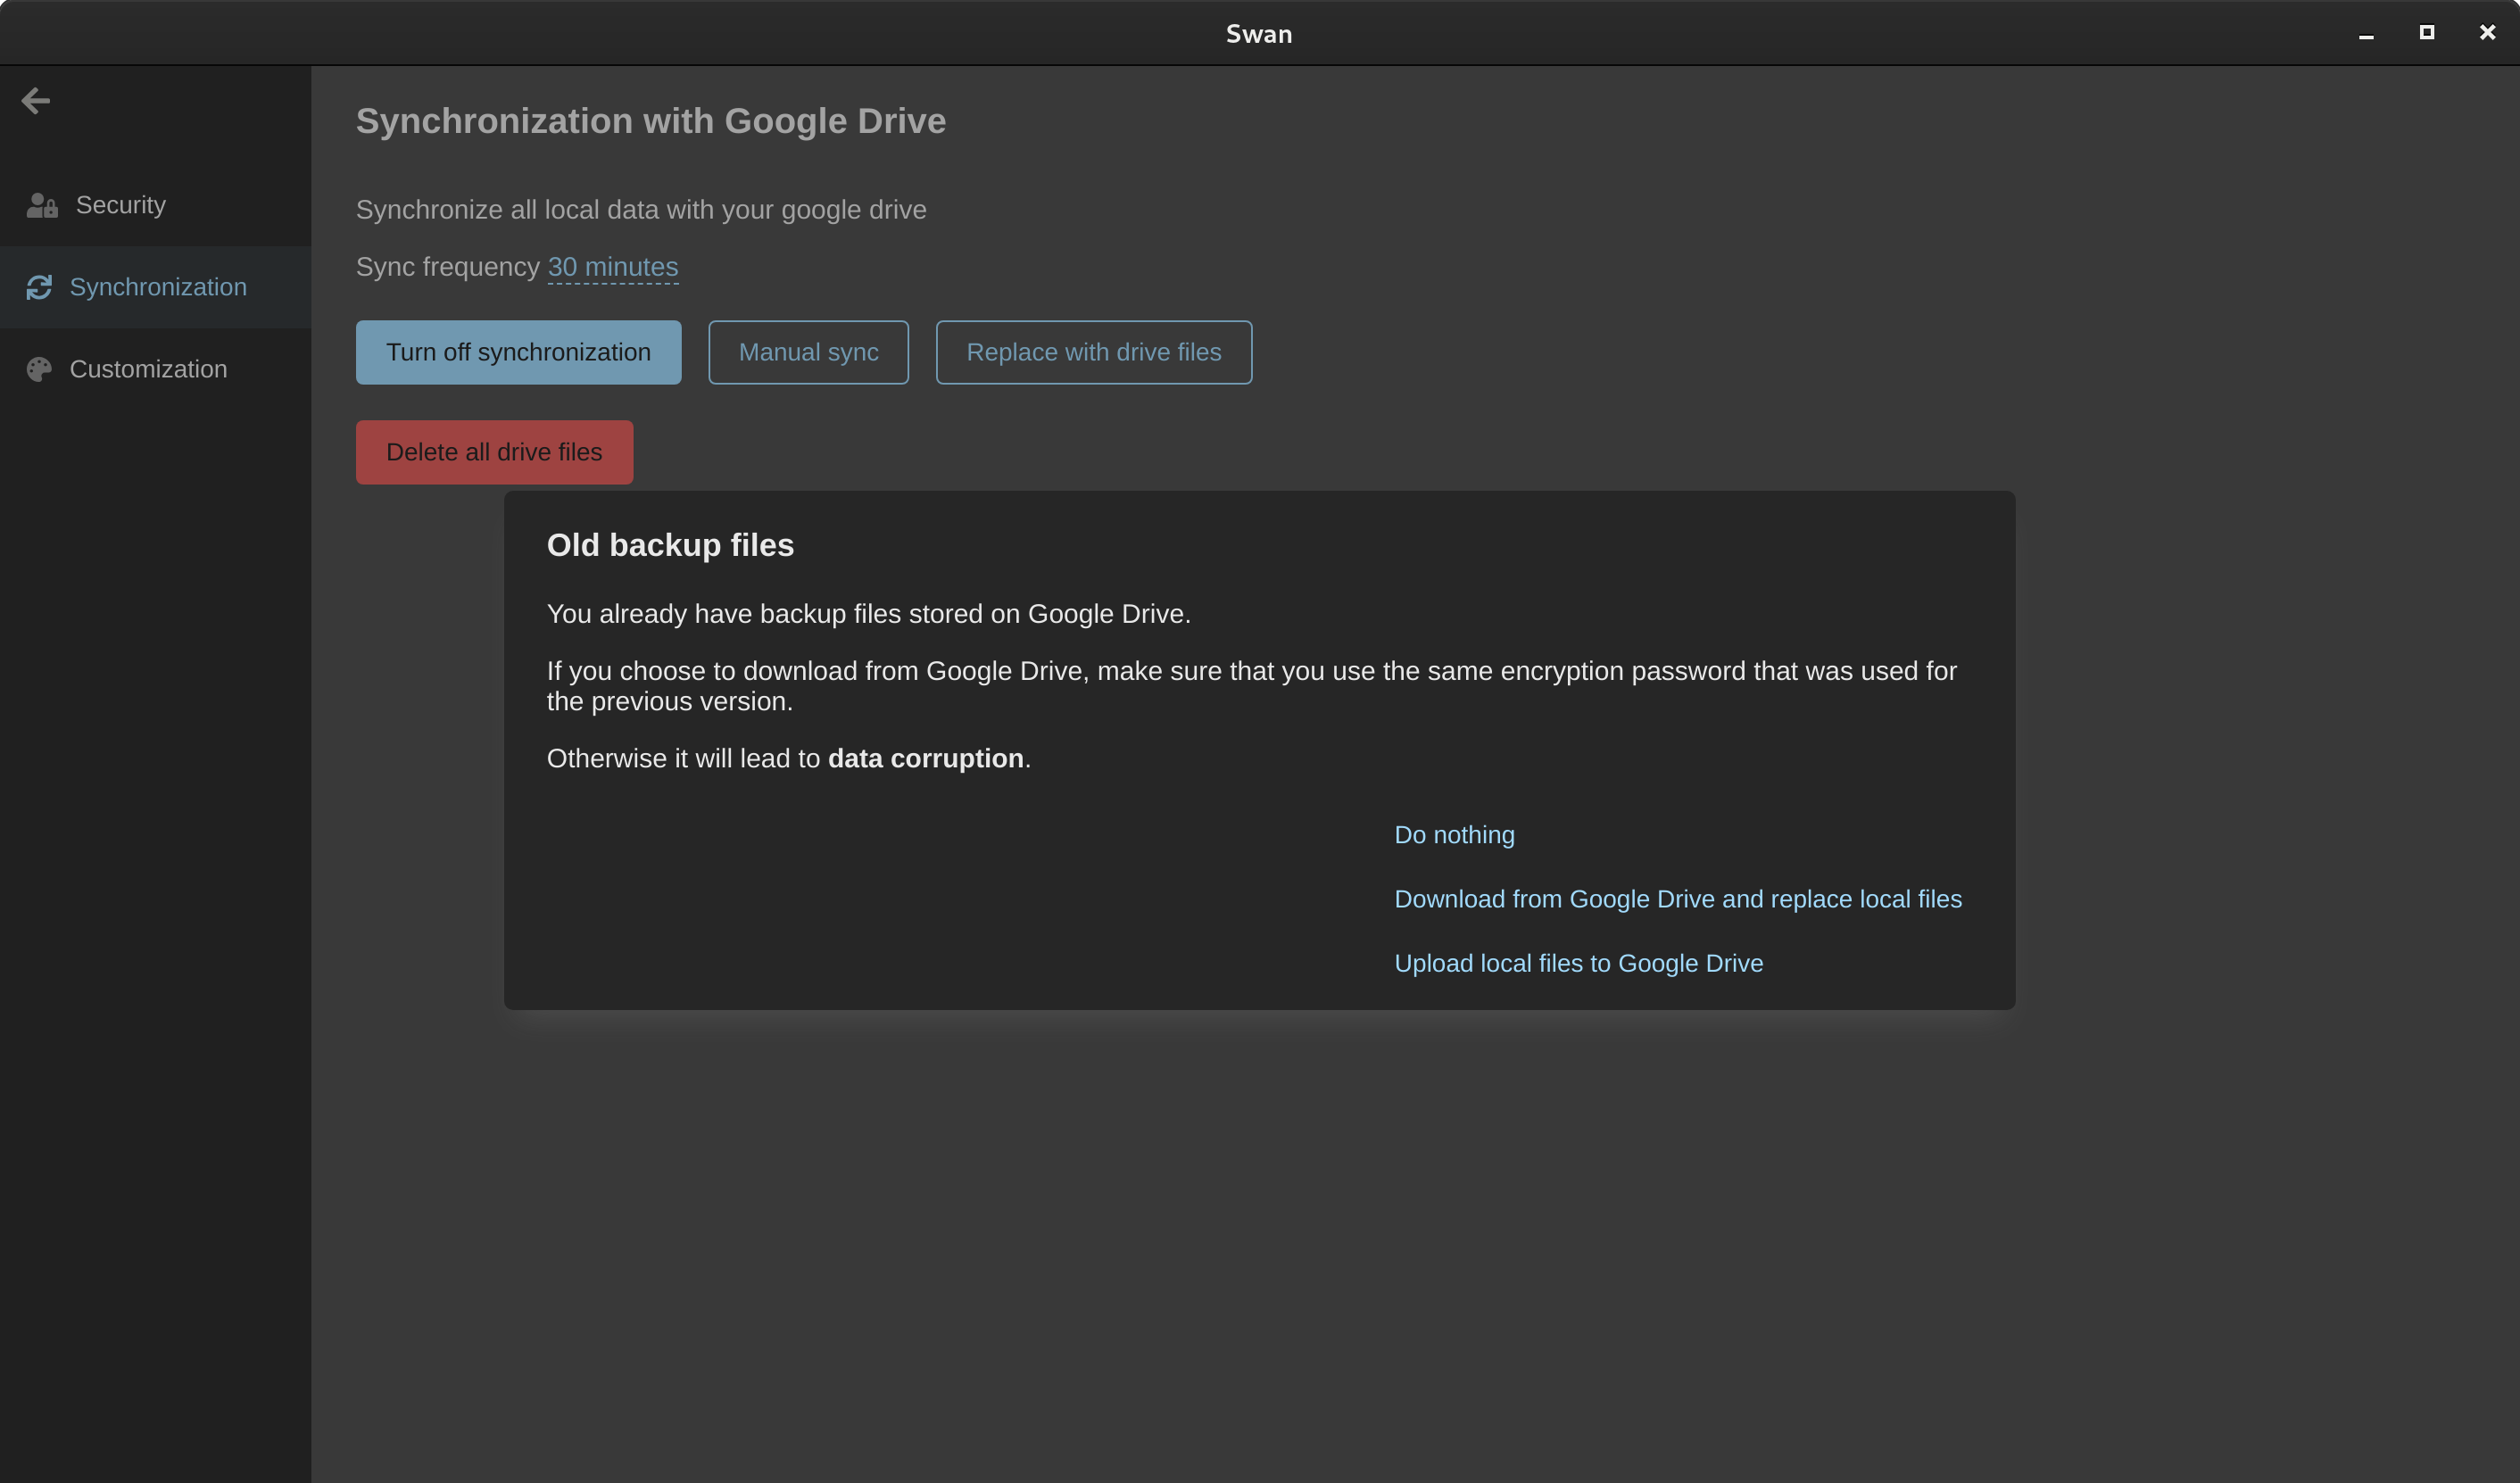 Swan
Security
Synchronization
Customization
Synchronization with Google Drive
Synchronize all local data with your google drive
Sync frequency 30 minutes
Turn off synchronization
Manual sync
Replace with drive files
Delete all drive files
Old backup files
You already have backup files stored on Google Drive.
If you choose to download from Google Drive, make sure that you use the same encryption password that was used for
the previous version.
Otherwise it will lead to data corruption.
Do nothing
Download from Google Drive and replace local files
Upload local files to Google Drive